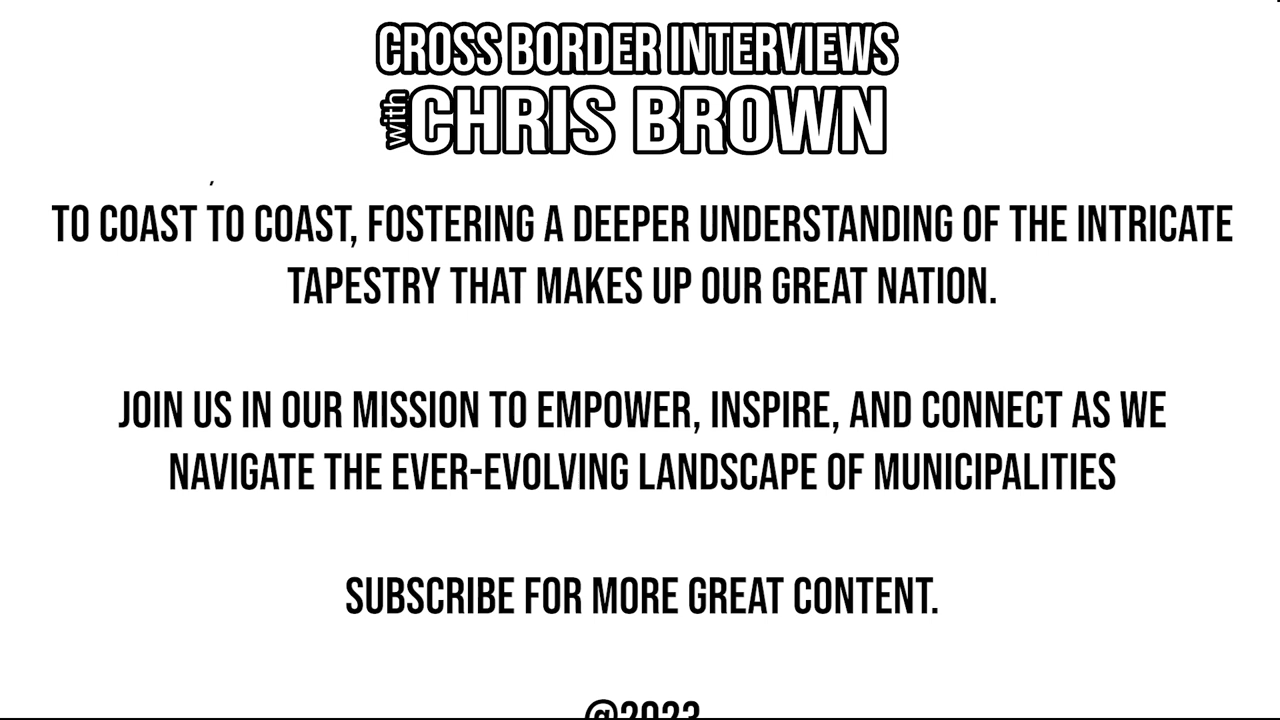 CROSS BORDER INTERVIEWS
with CHRIS BROWN
TO COAST TO COAST, FOSTERING A DEEPER UNDERSTANDING OF THE INTRICATE
TAPESTRY THAT MAKES UP OUR GREAT NATION.
JOIN US IN OUR MISSION TO EMPOWER, INSPIRE, AND CONNECT AS WE
NAVIGATE THE EVER-EVOLVING LANDSCAPE OF MUNICIPALITIES
SUBSCRIBE FOR MORE GREAT CONTENT.
@2023